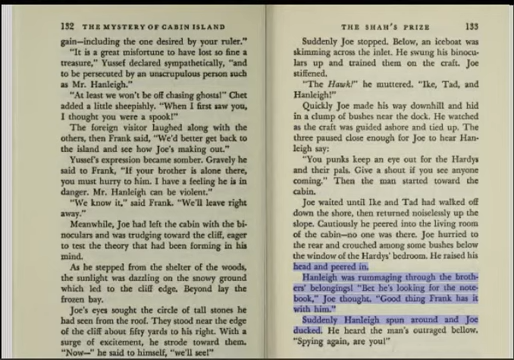 132 THE MYSTERY OF CABIN ISLAND
gain—including the one desired by your ruler."
"It is a great misfortune to have lost so fine a
treasure," Yussef declared sympathetically, "and
to be persecuted by an unscrupulous person such
as Mr. Hanleigh."
"At least we won't be off chasing ghosts!" Chet
added a little sheepishly. "When I first saw you,
I thought you were a spook!"
The foreign visitor laughed along with the
others, then Frank said, "We'd better get back to
the island and see how Joe's making out."
Yussef's expression became somber. Gravely he
said to Frank, "If your brother is alone there,
you must hurry to him. I have a feeling he is in
danger. Mr. Hanleigh can be violent."
"We know it," said Frank. "We'll leave right
away."
Meanwhile, Joe had left the cabin with the bi-
noculars and was trudging toward the cliff, eager
to test the theory that had been forming in his
mind.
As he stepped from the shelter of the woods,
the sunlight was dazzling on the snowy ground
which led to the cliff edge. Beyond lay the
frozen bay.
Joe's eyes sought the circle of tall stones he
had seen from the roof. They stood near the edge
of the cliff about fifty yards to his right. With a
surge of excitement, he strode toward them.
"Now—" he said to himself, "we'll see!"
THE SHAH'S PRIZE 133
Suddenly Joe stopped. Below, an iceboat was
skimming across the inlet. He swung his binocu-
lars up and trained them on the craft. Joe
stiffened.
"The Hawk!" he muttered. "Ike, Tad, and
Hanleigh!"
Quickly Joe made his way downhill and hid
in a clump of bushes near the dock. He watched
as the craft was guided ashore and tied up. The
three paused close enough for Joe to hear Han-
leigh say:
"You punks keep an eye out for the Hardys
and their pals. Give a shout if you see anyone
coming." Then the man started toward the
cabin.
Joe waited until Ike and Tad had walked off
down the shore, then returned noiselessly up the
slope. Cautiously he peered into the living room
of the cabin—no one was there. Joe hurried to
the rear and crouched among some bushes below
the window of the Hardys' bedroom. He raised his
head and peered in.
Hanleigh was rummaging through the broth-
ers' belongings! "Bet he's looking for the note-
book," Joe thought. "Good thing Frank has it
with him."
Suddenly Hanleigh spun around and Joe
ducked. He heard the man's outraged bellow.
"Spying again, are you!"